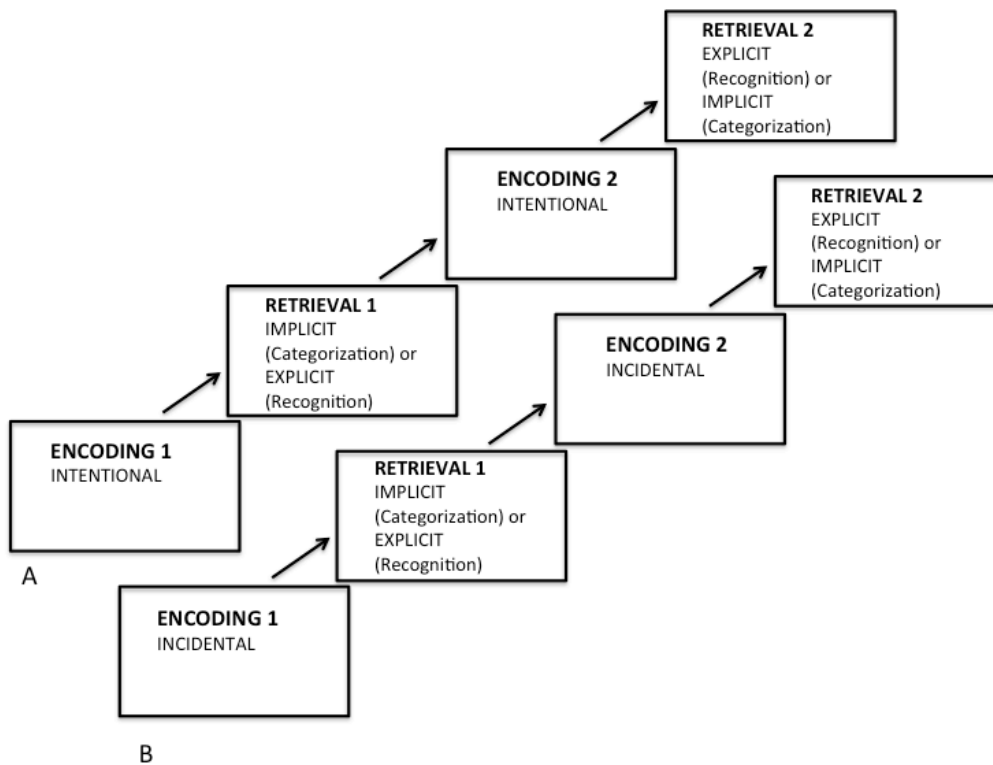 RETRIEVAL 2
EXPLICIT
(Recognition) or
IMPLICIT
(Categorization)
ENCODING 2
INTENTIONAL
RETRIEVAL 1
IMPLICIT
(Categorization) or
EXPLICIT
(Recognition)
ENCODING 1
INTENTIONAL
A
RETRIEVAL 2
EXPLICIT
(Recognition) or
IMPLICIT
(Categorization)
ENCODING 2
INCIDENTAL
RETRIEVAL 1
IMPLICIT
(Categorization) or
EXPLICIT
(Recognition)
ENCODING 1
INCIDENTAL
B